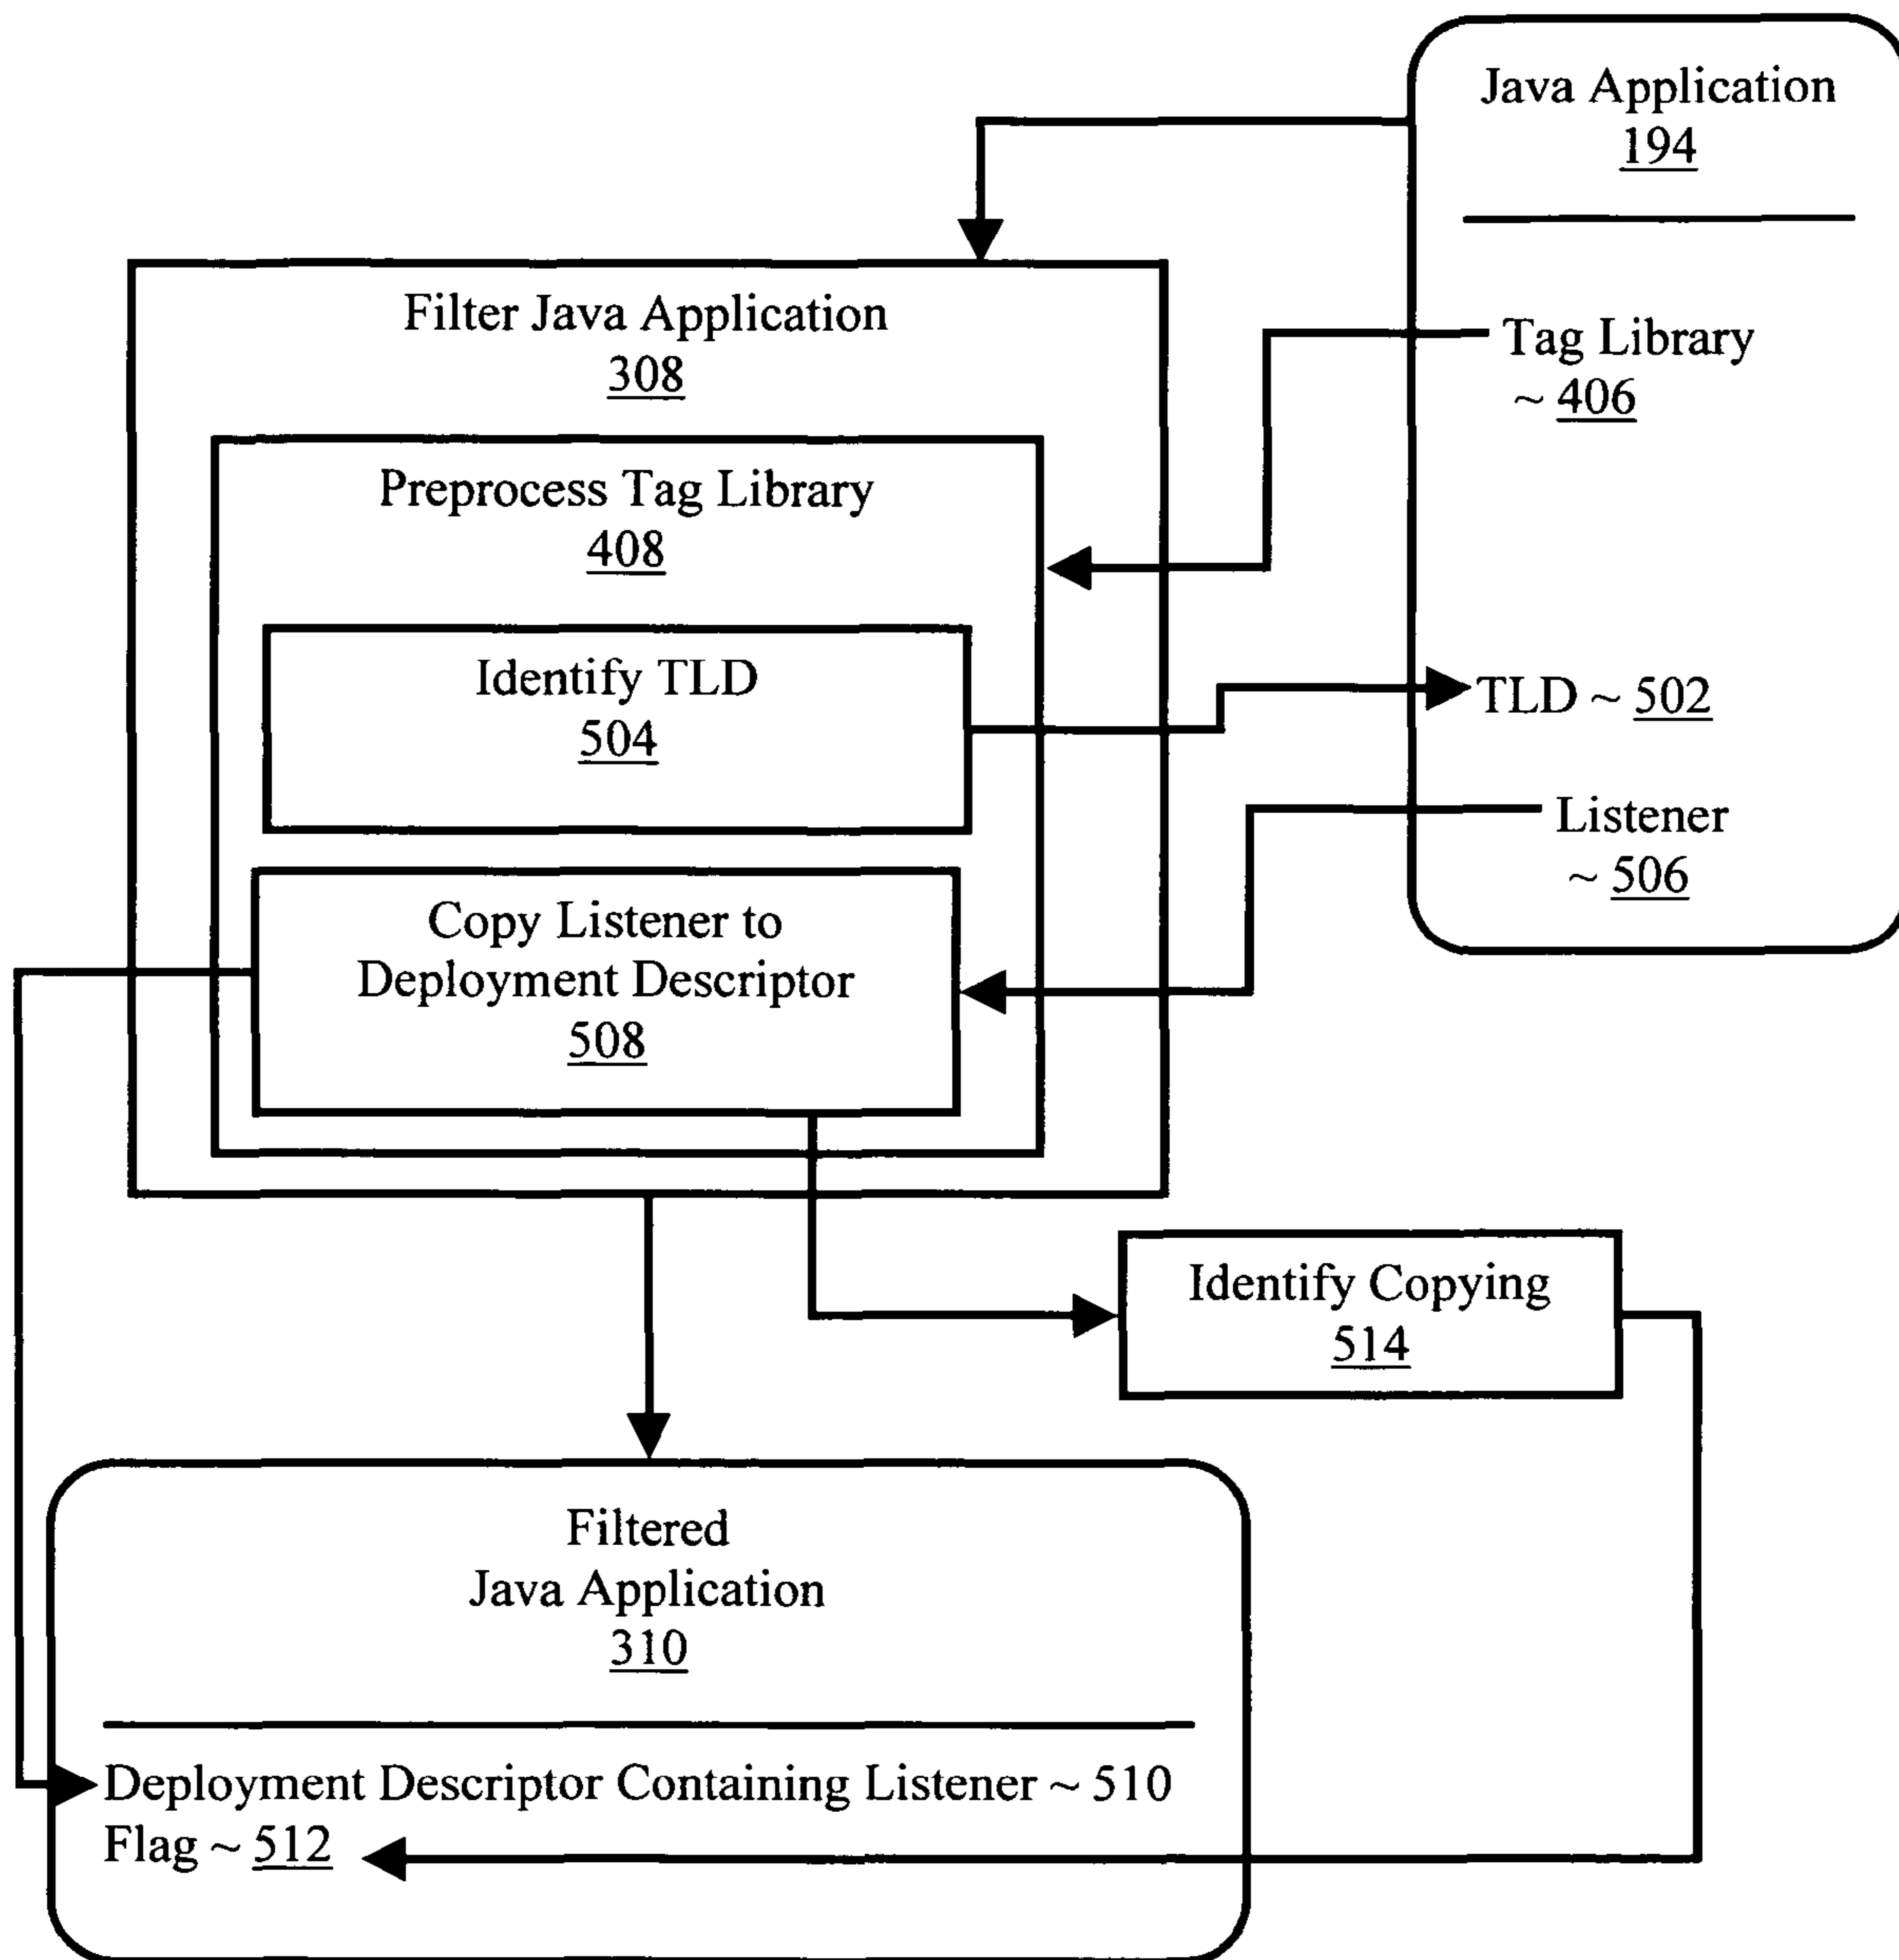 Java Application
194
Filter Java Application
308
Tag Library
~ 406
Preprocess Tag Library
408
Identify TLD
504
TLD ~ 502
Listener
~ 506
Copy Listener to
Deployment Descriptor
508
Identify Copying
514
Filtered
Java Application
310
Deployment Descriptor Containing Listener ~ 510
Flag ~ 512